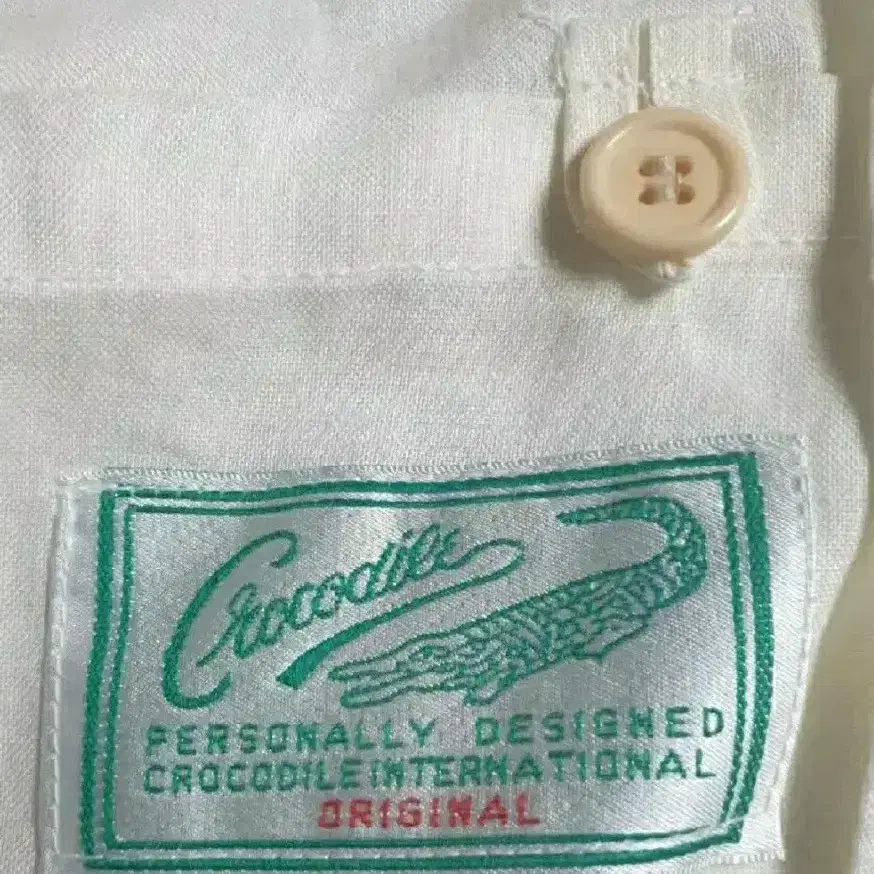 Crocodile
PERSONALLY DESIGNED
CROCODILE INTERNATIONAL
ORIGINAL